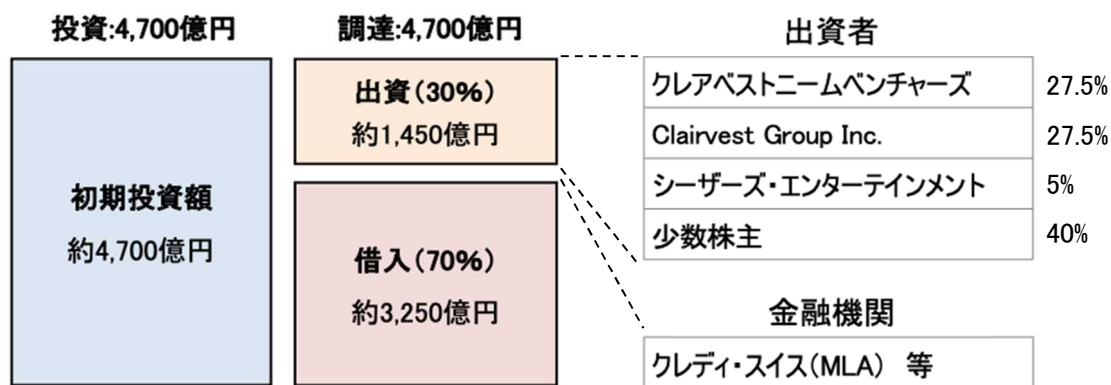 投資:4,700億円
初期投資額
約4,700億円
調達:4,700億円
出資(30%)
約1,450億円
借入(70%)
約3,250億円
出資者
クレアベストニームベンチャーズ 27.5%
Clairvest Group Inc. 27.5%
シーザーズ・エンターテインメント 5%
少数株主 40%
金融機関
クレディ・スイス(MLA) 等